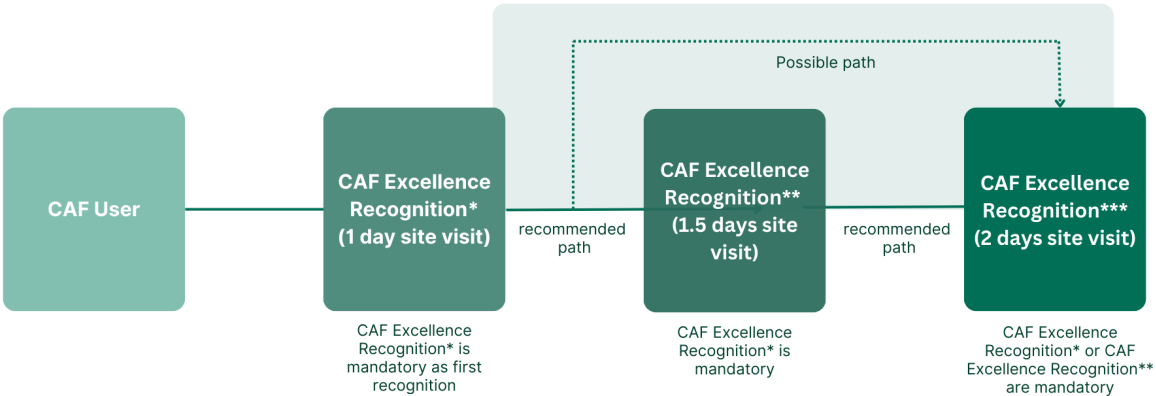 Possible path
CAF User
CAF Excellence
Recognition*
(1 day site visit)
recommended
path
CAF Excellence
Recognition**
(1.5 days site
visit)
recommended
path
CAF Excellence
Recognition***
(2 days site visit)
CAF Excellence
Recognition* is
mandatory as first
recognition
CAF Excellence
Recognition* is
mandatory
CAF Excellence
Recognition* or CAF
Excellence Recognition**
are mandatory